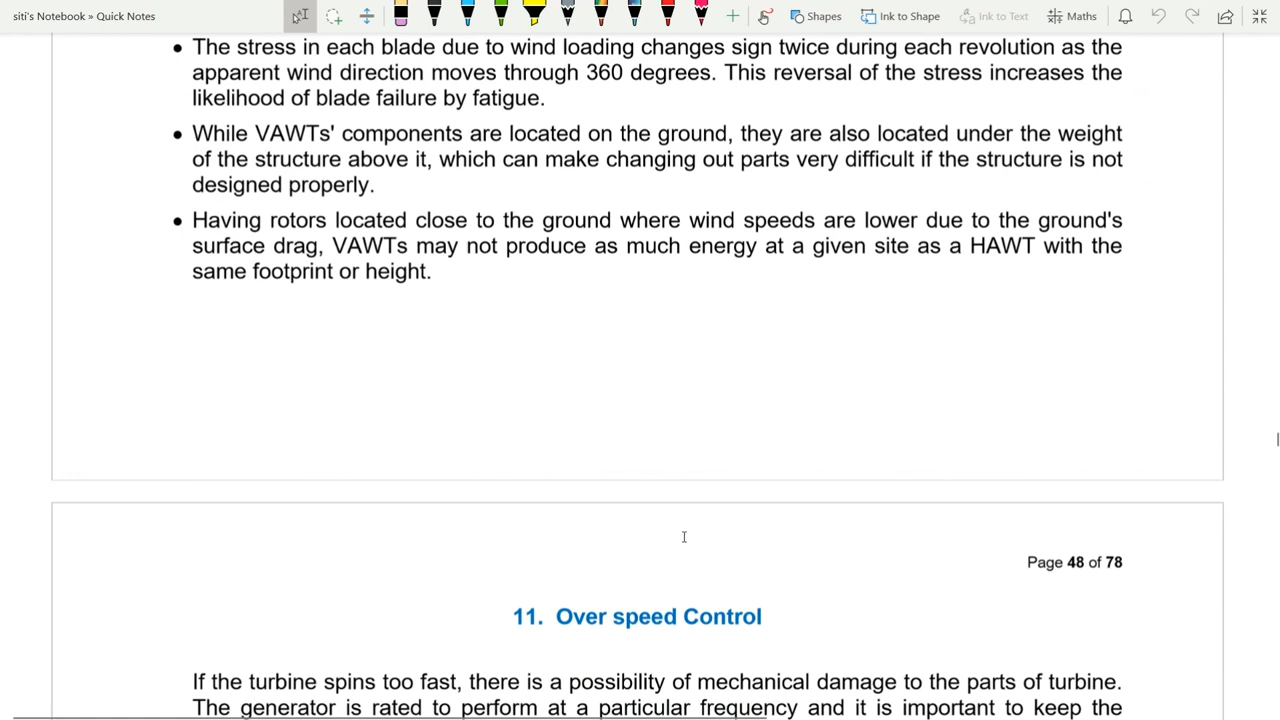 siti's Notebook » Quick Notes
Shapes
Ink to Shape
Ink to Text
Maths
• The stress in each blade due to wind loading changes sign twice during each revolution as the
apparent wind direction moves through 360 degrees. This reversal of the stress increases the
likelihood of blade failure by fatigue.
• While VAWTs' components are located on the ground, they are also located under the weight
of the structure above it, which can make changing out parts very difficult if the structure is not
designed properly.
• Having rotors located close to the ground where wind speeds are lower due to the ground's
surface drag, VAWTs may not produce as much energy at a given site as a HAWT with the
same footprint or height.
Page 48 of 78
11. Over speed Control
If the turbine spins too fast, there is a possibility of mechanical damage to the parts of turbine.
The generator is rated to perform at a particular frequency and it is important to keep the